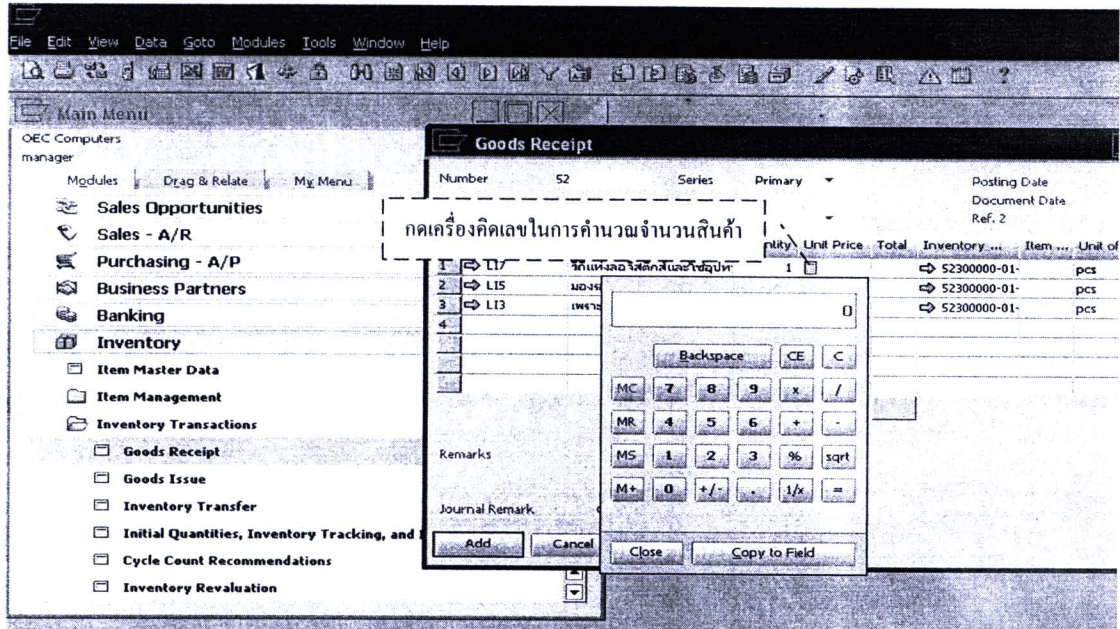 File Edit View Data Goto Modules Tools Window Help
Main Menu
OEC Computers
manager
Modules Drag & Relate My Menu
Sales Opportunities
Sales - A/R
Purchasing - A/P
Business Partners
Banking
Inventory
Item Master Data
Item Management
Inventory Transactions
Goods Receipt
Goods Issue
Inventory Transfer
Initial Quantities, Inventory Tracking, and
Cycle Count Recommendations
Inventory Revaluation
Goods Receipt
Number 52 Series Primary Posting Date
Document Date
Ref. 2
กดเครื่องคิดเลขในการคำนวณจำนวนสินค้า
Unit Price Total Inventory ... Item ... Unit of
1 LI7 1 52300000-01- pcs
2 LI5 52300000-01- pcs
3 LI3 52300000-01- pcs
4
0
Backspace CE C
MC 7 8 9 x /
MR 4 5 6 + -
MS 1 2 3 % sqrt
M+ 0 +/- . 1/x =
Close Copy to Field
Remarks
Journal Remark
Add Cancel